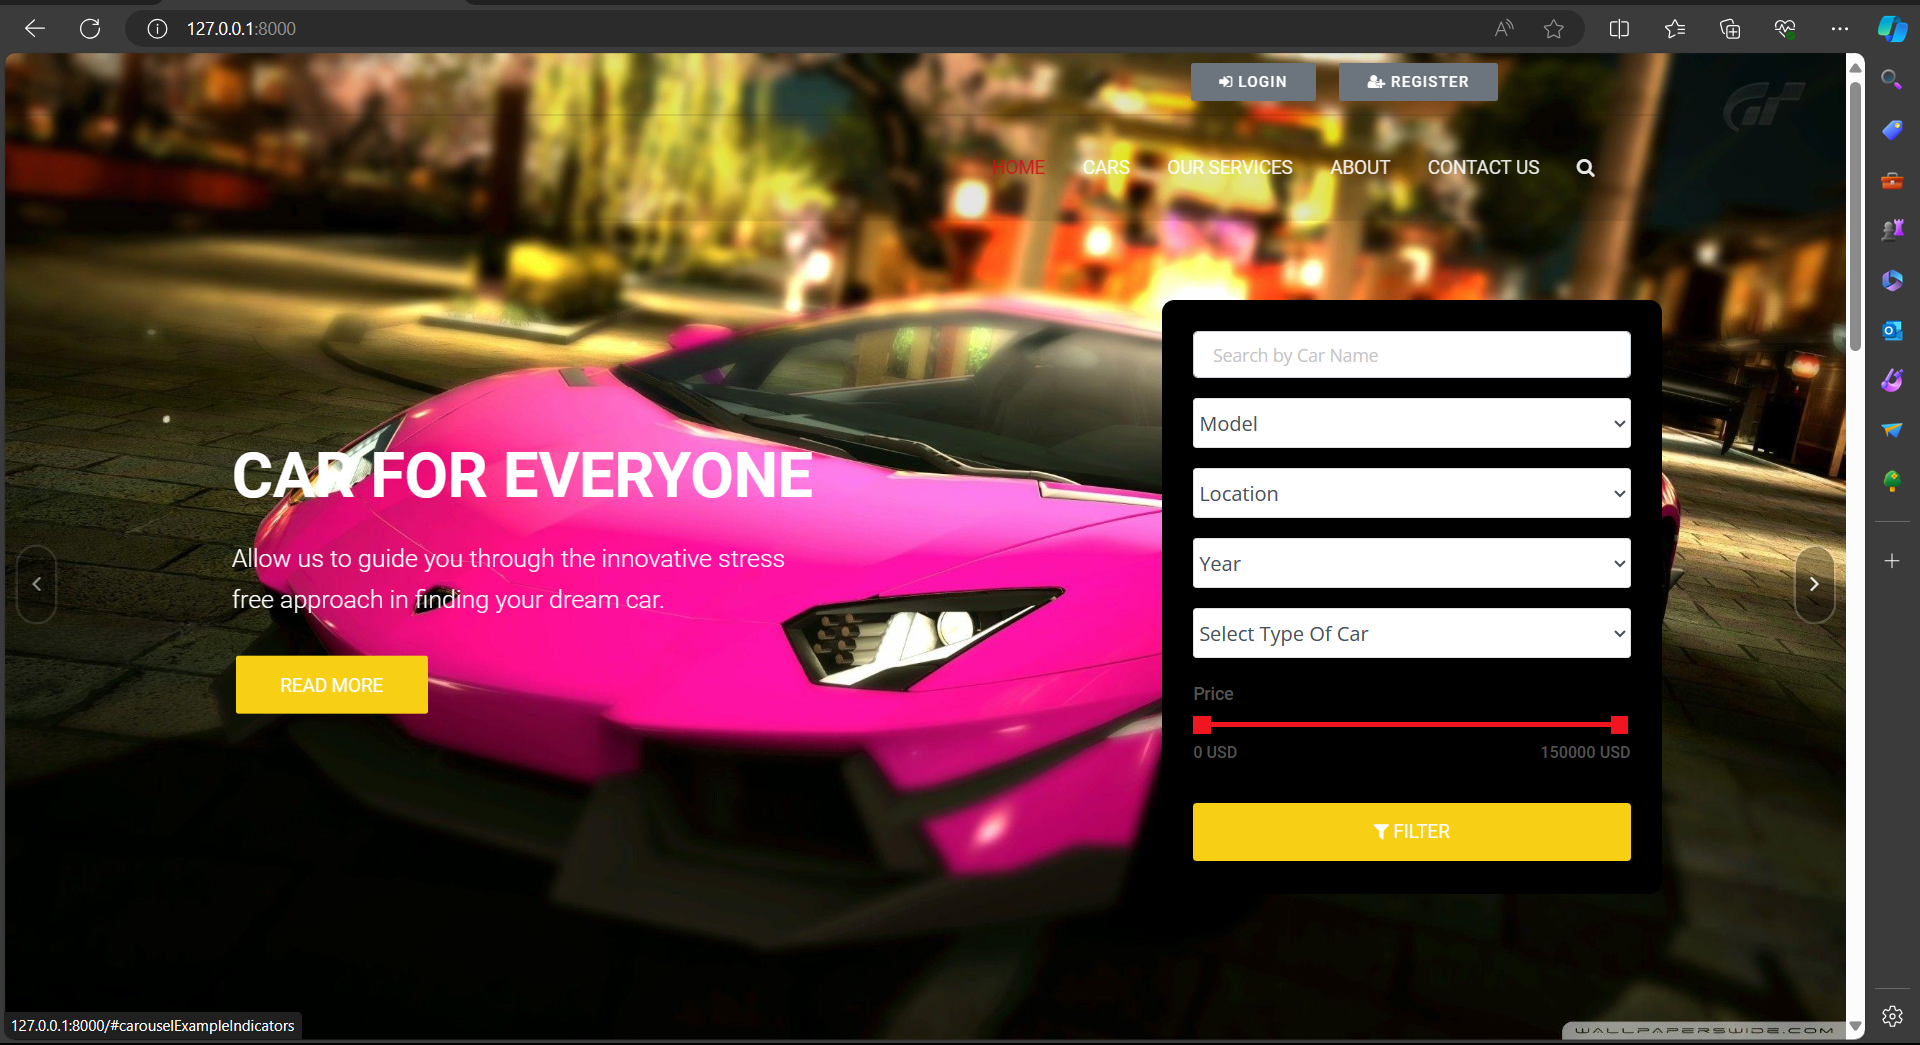 127.0.0.1:8000
LOGIN
REGISTER
GT
HOME
CARS
OUR SERVICES
ABOUT
CONTACT US
Search by Car Name
Model
Location
Year
Select Type Of Car
Price
0 USD
150000 USD
FILTER
CAR FOR EVERYONE
Allow us to guide you through the innovative stress
free approach in finding your dream car.
READ MORE
127.0.0.1:8000/#carouselExampleIndicators
WALLPAPERSWIDE.COM